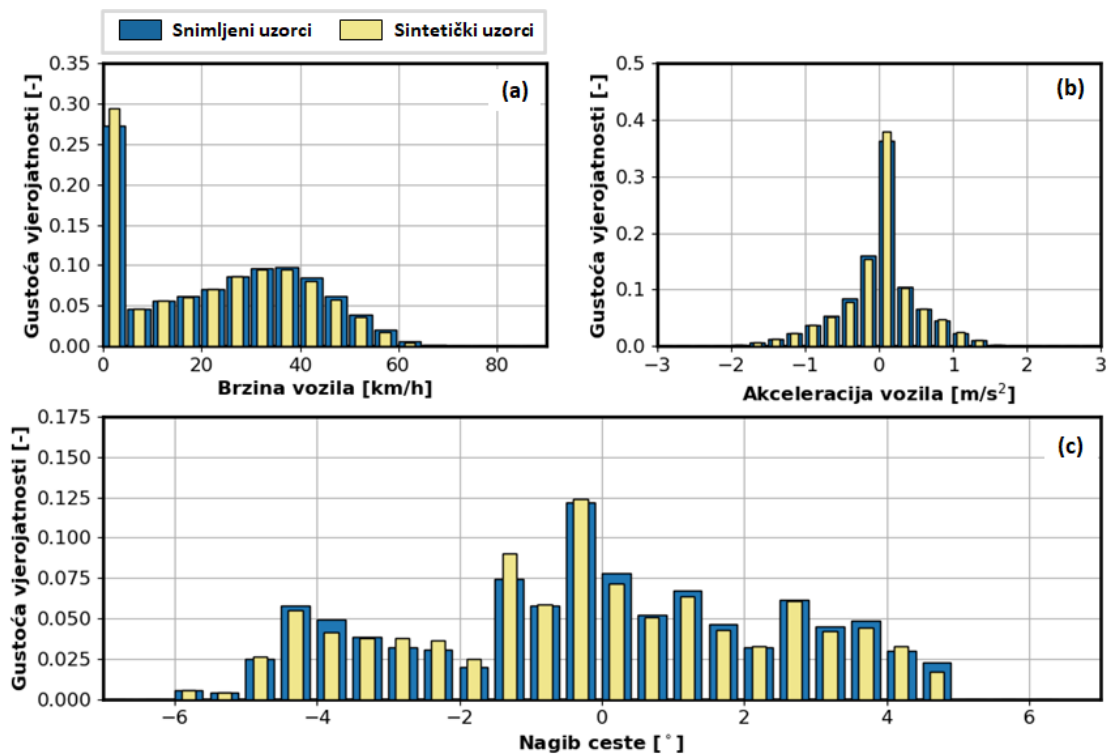 Snimljeni uzorci Sintetički uzorci
(a)
Gustoća vjerojatnosti [-]
0.35
0.30
0.25
0.20
0.15
0.10
0.05
0.00
0 20 40 60 80
Brzina vozila [km/h]
(b)
Gustoća vjerojatnosti [-]
0.5
0.4
0.3
0.2
0.1
0.0
−3 −2 −1 0 1 2 3
Akceleracija vozila [m/s²]
(c)
Gustoća vjerojatnosti [-]
0.175
0.150
0.125
0.100
0.075
0.050
0.025
0.000
−6 −4 −2 0 2 4 6
Nagib ceste [°]